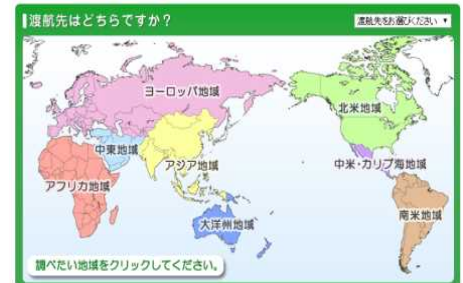 渡航先はどちらですか？
渡航先をお選びください ▼
ヨーロッパ地域
北米地域
中東地域
アジア地域
中米・カリブ海地域
アフリカ地域
南米地域
大洋州地域
調べたい地域をクリックしてください。